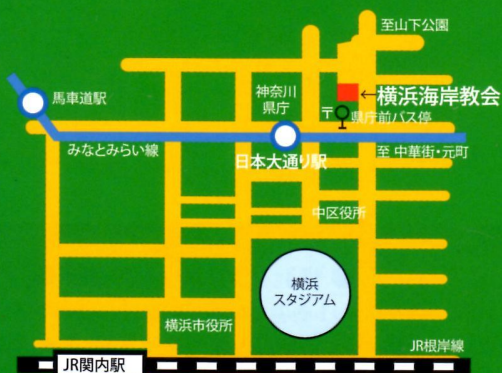 至山下公園
馬車道駅
神奈川
県庁
←横浜海岸教会
〒
県庁前バス停
みなとみらい線
日本大通り駅
至 中華街・元町
中区役所
横浜
スタジアム
横浜市役所
JR根岸線
JR関内駅